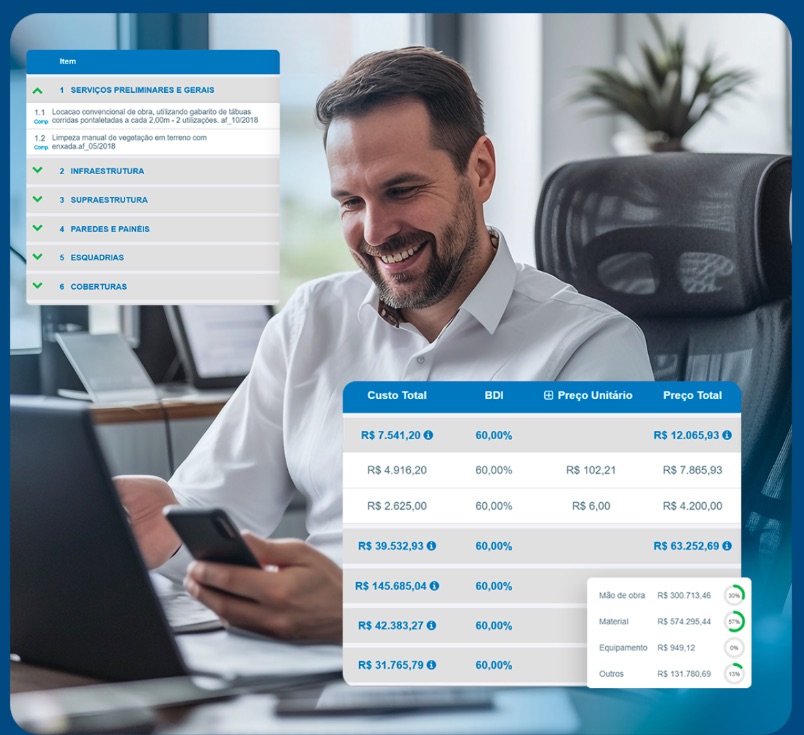 Item
1 SERVIÇOS PRELIMINARES E GERAIS
1.1 Locacao convencional de obra, utilizando gabarito de tábuas
Comp. corridas pontaletadas a cada 2,00m - 2 utilizações. af_10/2018
1.2 Limpeza manual de vegetação em terreno com
Comp. enxada.af_05/2018
2 INFRAESTRUTURA
3 SUPRAESTRUTURA
4 PAREDES E PAINÉIS
5 ESQUADRIAS
6 COBERTURAS
Custo Total BDI Preço Unitário Preço Total
R$ 7.541,20 60,00% R$ 12.065,93
R$ 4.916,20 60,00% R$ 102,21 R$ 7.865,93
R$ 2.625,00 60,00% R$ 6,00 R$ 4.200,00
R$ 39.532,93 60,00% R$ 63.252,69
R$ 145.685,04 60,00%
R$ 42.383,27 60,00%
R$ 31.765,79 60,00%
Mão de obra R$ 300.713,46 30%
Material R$ 574.295,44 57%
Equipamento R$ 949,12 0%
Outros R$ 131.780,69 13%